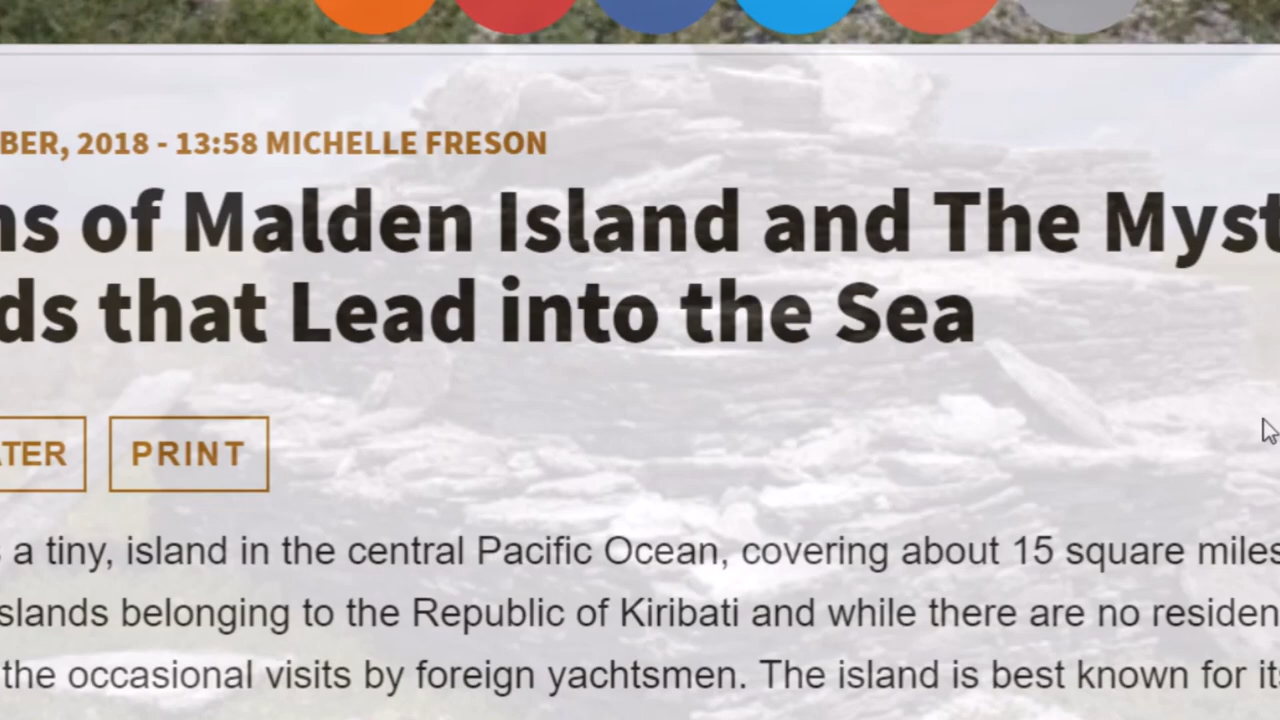 BER, 2018 - 13:58 MICHELLE FRESON
ns of Malden Island and The Myst
ds that Lead into the Sea
ATER
PRINT
s a tiny, island in the central Pacific Ocean, covering about 15 square miles
slands belonging to the Republic of Kiribati and while there are no residen
the occasional visits by foreign yachtsmen. The island is best known for its